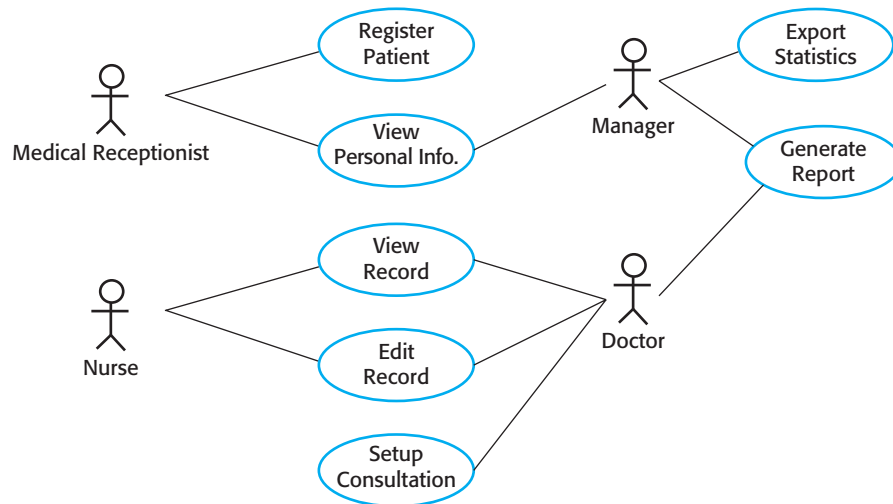 Register
Patient
Export
Statistics
Medical Receptionist
View
Personal Info.
Manager
Generate
Report
View
Record
Nurse
Edit
Record
Doctor
Setup
Consultation